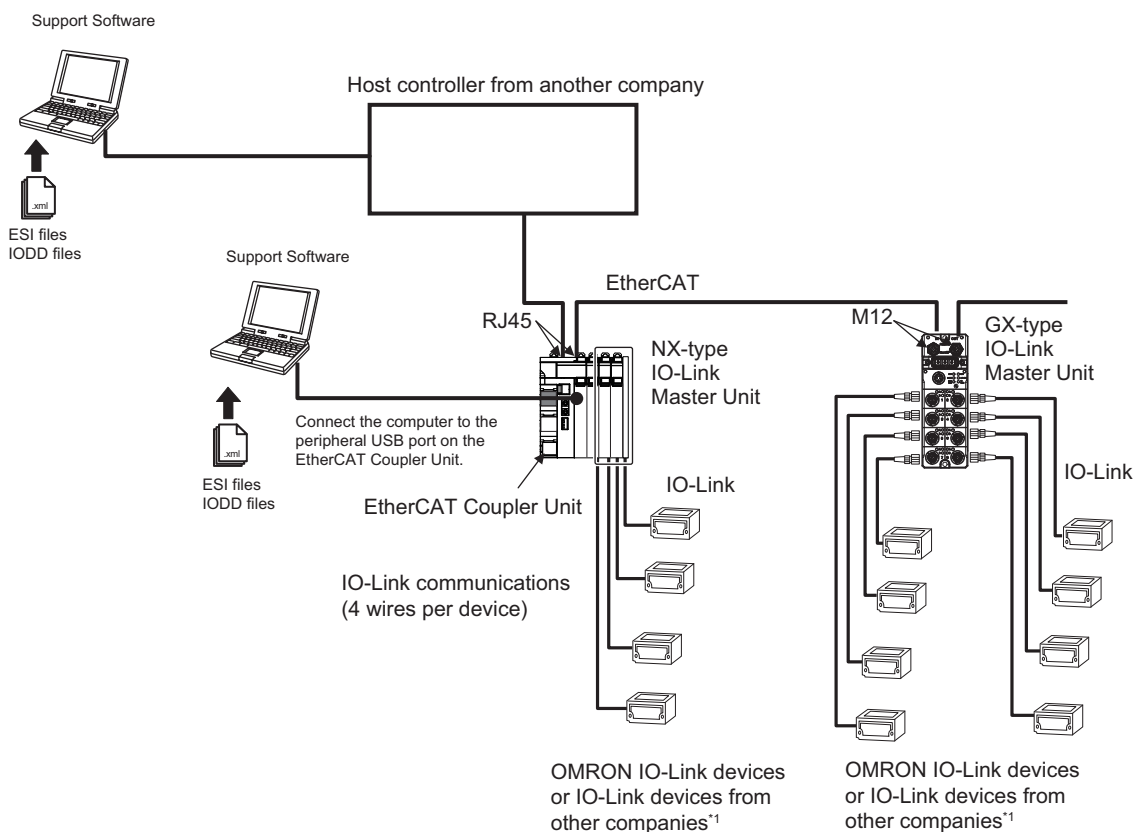 Support Software
Host controller from another company
.xml
ESI files
IODD files
Support Software
EtherCAT
RJ45
M12
NX-type
IO-Link
Master Unit
GX-type
IO-Link
Master Unit
Connect the computer to the
peripheral USB port on the
EtherCAT Coupler Unit.
.xml
ESI files
IODD files
EtherCAT Coupler Unit
IO-Link
IO-Link
IO-Link communications
(4 wires per device)
OMRON IO-Link devices
or IO-Link devices from
other companies*1
OMRON IO-Link devices
or IO-Link devices from
other companies*1